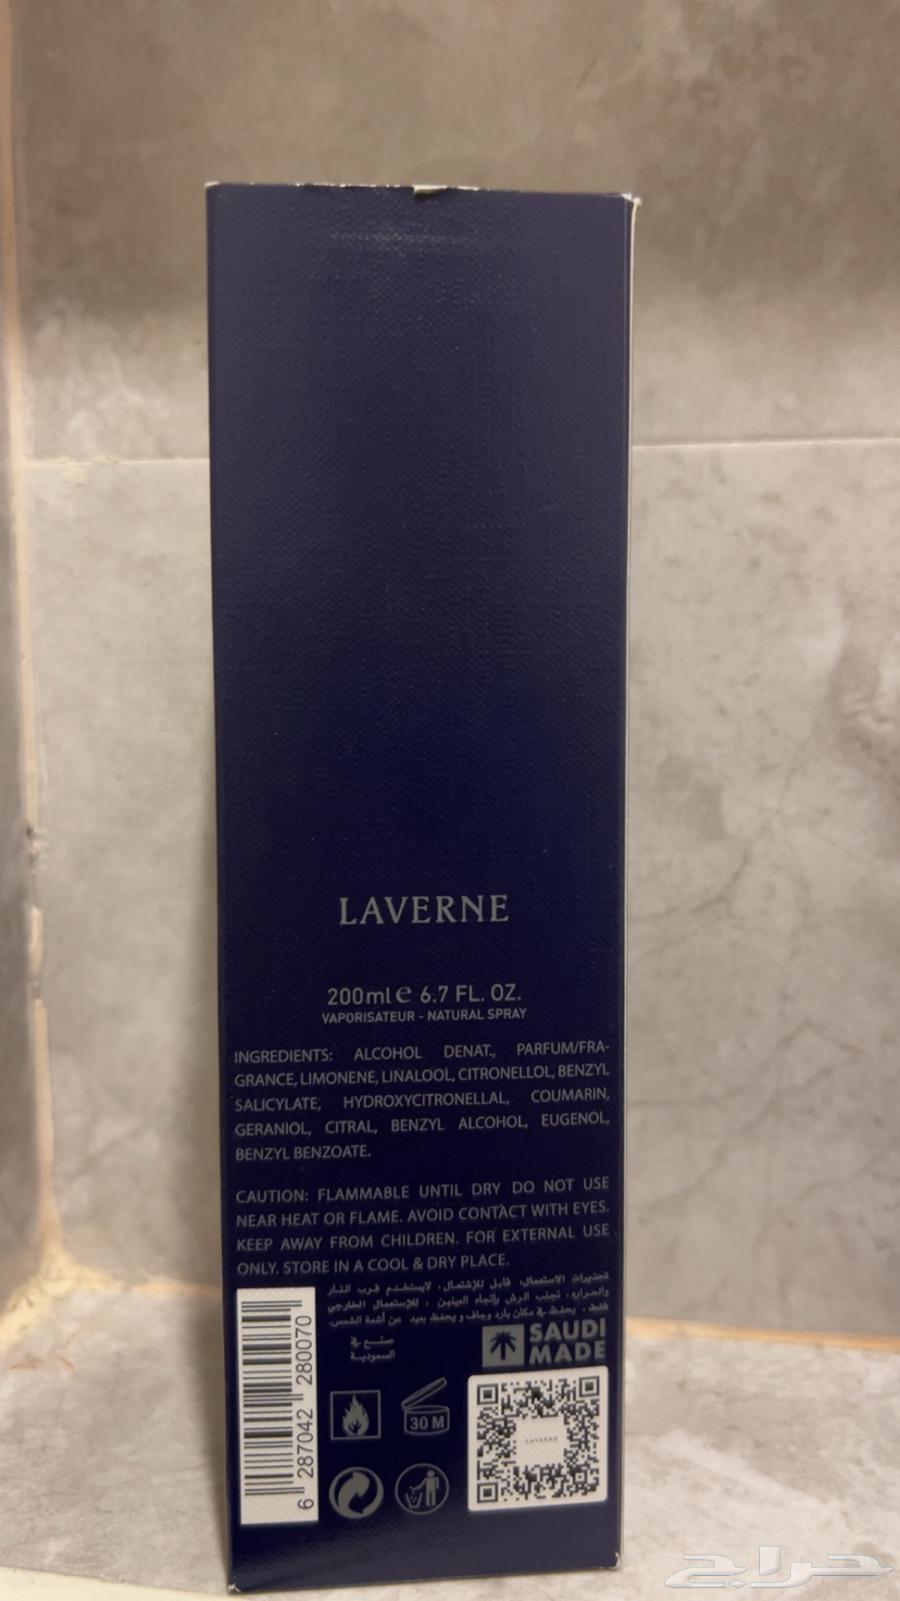 LAVERNE
200ml ℮ 6.7 FL. OZ.
VAPORISATEUR - NATURAL SPRAY
INGREDIENTS: ALCOHOL DENAT., PARFUM/FRA-
GRANCE, LIMONENE, LINALOOL, CITRONELLOL, BENZYL
SALICYLATE, HYDROXYCITRONELLAL, COUMARIN,
GERANIOL, CITRAL, BENZYL ALCOHOL, EUGENOL,
BENZYL BENZOATE.
CAUTION: FLAMMABLE UNTIL DRY DO NOT USE
NEAR HEAT OR FLAME. AVOID CONTACT WITH EYES.
KEEP AWAY FROM CHILDREN. FOR EXTERNAL USE
ONLY. STORE IN A COOL & DRY PLACE.
تحذيرات الاستعمال: قابل للإشتعال، لايستخدم قرب النار
والحراره، تجنب الرش بإتجاه العينين، للإستعمال الخارجي
فقط، يحفظ في مكان بارد وجاف و يحفظ بعيد عن أشعة الشمس.
صنع في
السعودية
SAUDI
MADE
6 287042 280070
30 M
LAVERNE
حراج